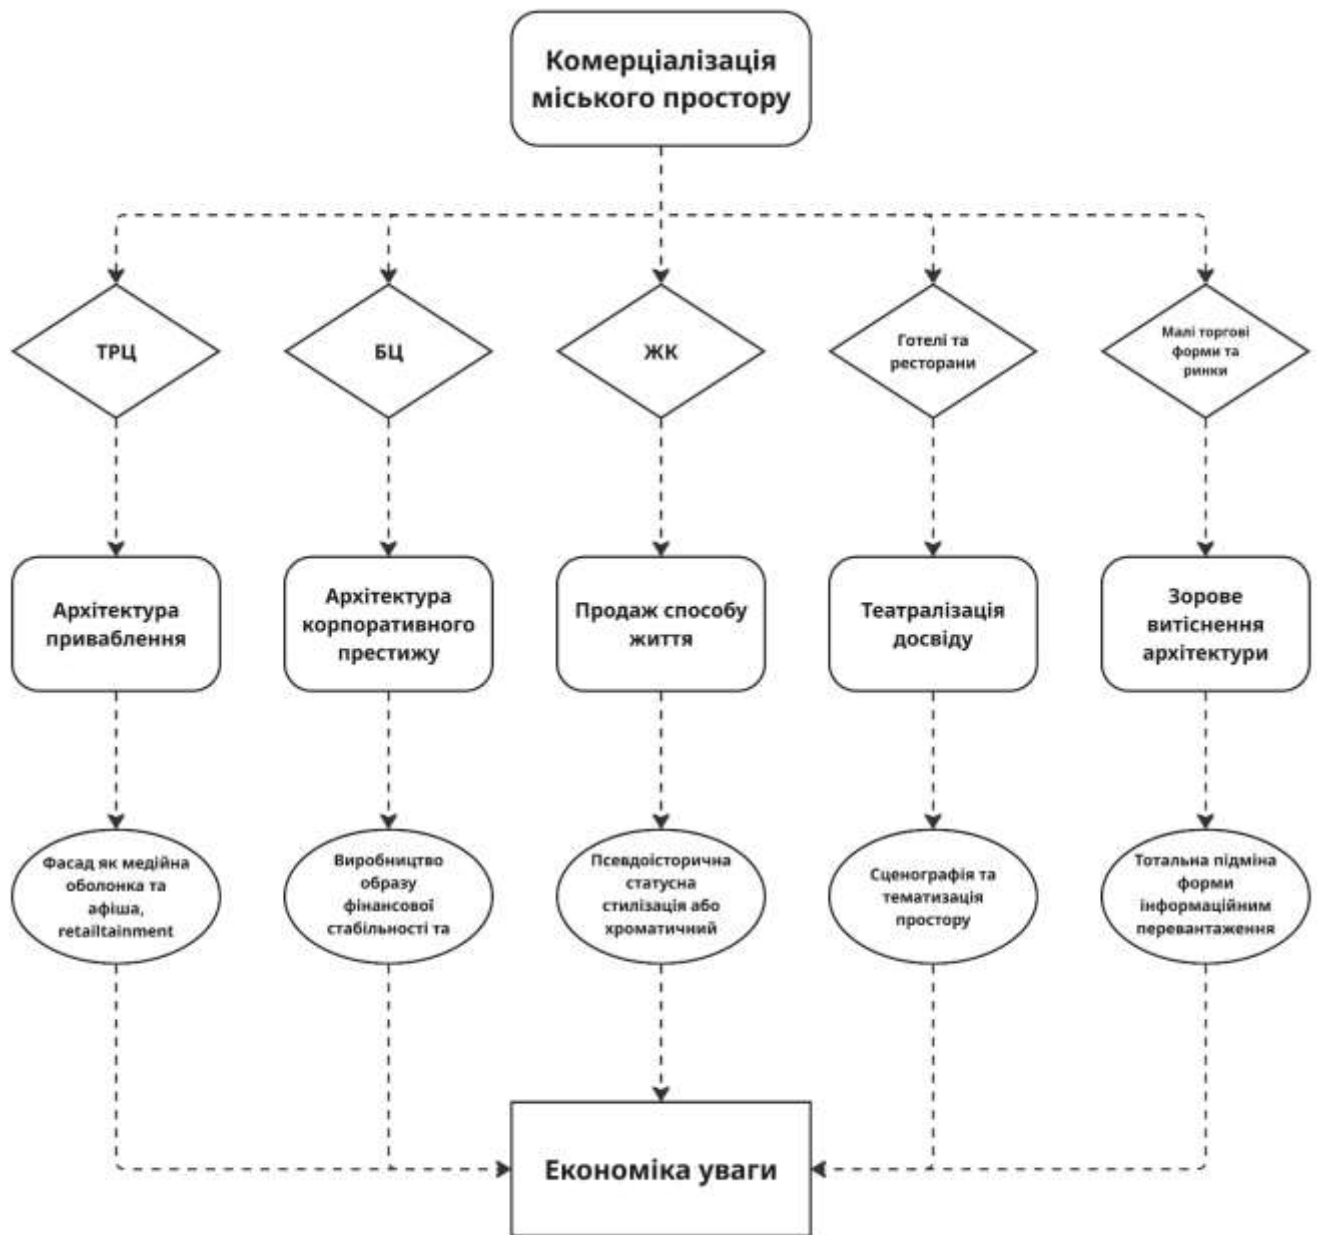 Комерціалізація
міського простору
ТРЦ
БЦ
ЖК
Готелі та
ресторани
Малі торгові
форми та
ринки
Архітектура
приваблення
Архітектура
корпоративного
престижу
Продаж способу
життя
Театралізація
досвіду
Зорове
витіснення
архітектури
Фасад як медійна
оболонка та
афіша,
retailtainment
Виробництво
образу
фінансової
стабільності та
Псевдоісторична
статусна
стилізація або
хроматичний
Сценографія та
тематизація
простору
Тотальна підміна
форми
інформаційним
перевантаження
Економіка уваги